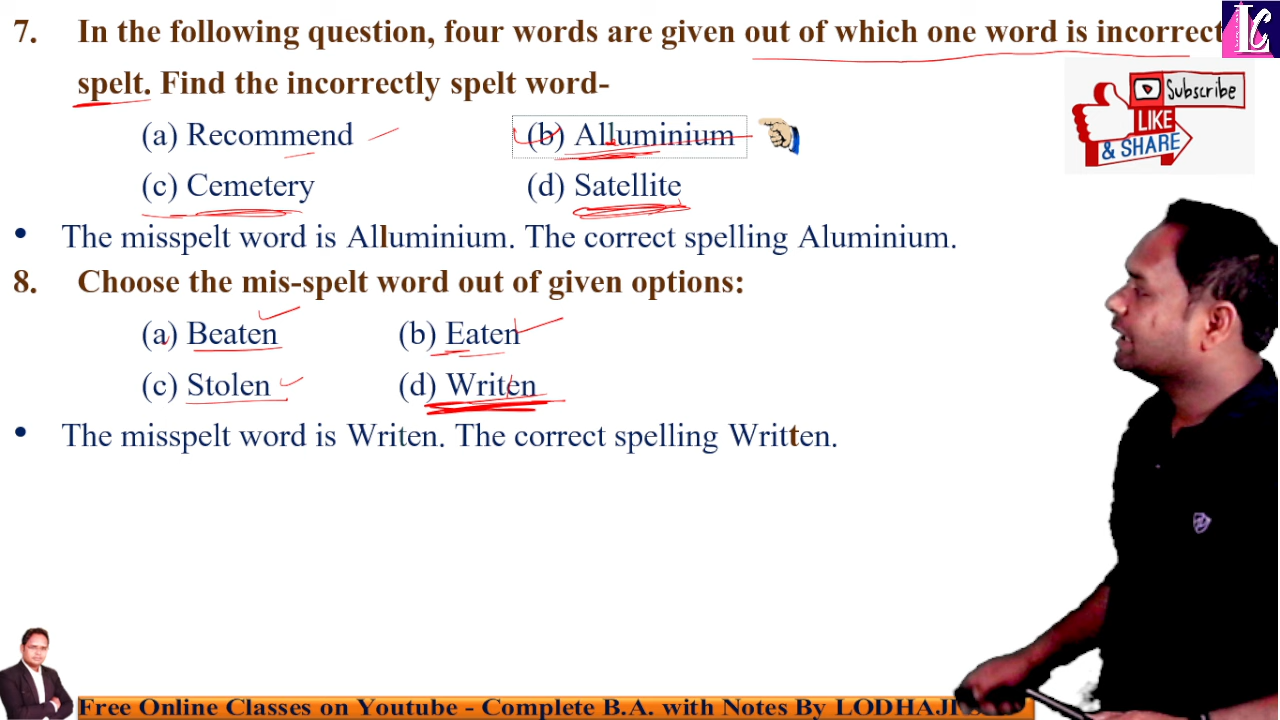 7. In the following question, four words are given out of which one word is incorrect
LC
spelt. Find the incorrectly spelt word-
Subscribe
(a) Recommend (b) Alluminium
LIKE
& SHARE
(c) Cemetery (d) Satellite
• The misspelt word is Alluminium. The correct spelling Aluminium.
8. Choose the mis-spelt word out of given options:
(a) Beaten (b) Eaten
(c) Stolen (d) Writen
• The misspelt word is Writen. The correct spelling Written.
Free Online Classes on Youtube - Complete B.A. with Notes By LODHAJI